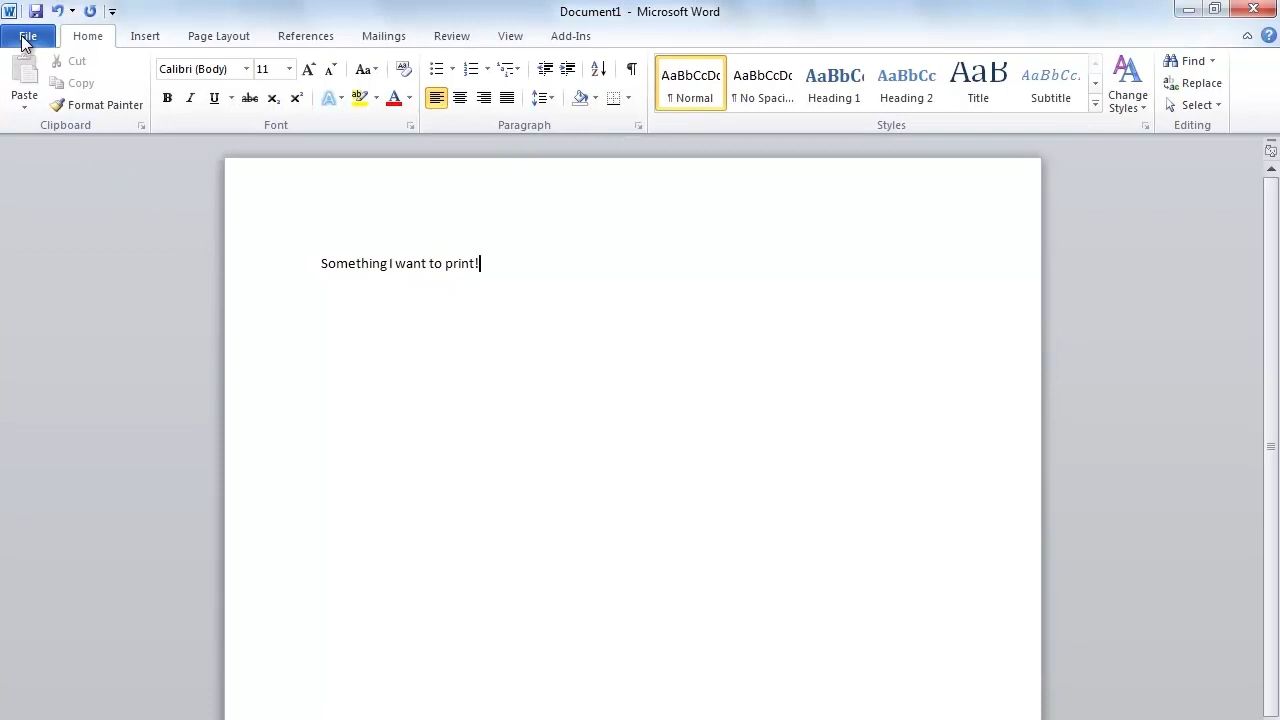 Document1 - Microsoft Word
File Home Insert Page Layout References Mailings Review View Add-Ins
Paste
Cut
Copy
Format Painter
Clipboard
Calibri (Body) 11
Font
Paragraph
AaBbCcDc AaBbCcDc AaBbC AaBbCc AaB AaBbCc.
¶ Normal ¶ No Spaci... Heading 1 Heading 2 Title Subtitle
Change
Styles
Styles
Find
Replace
Select
Editing
Something I want to print!